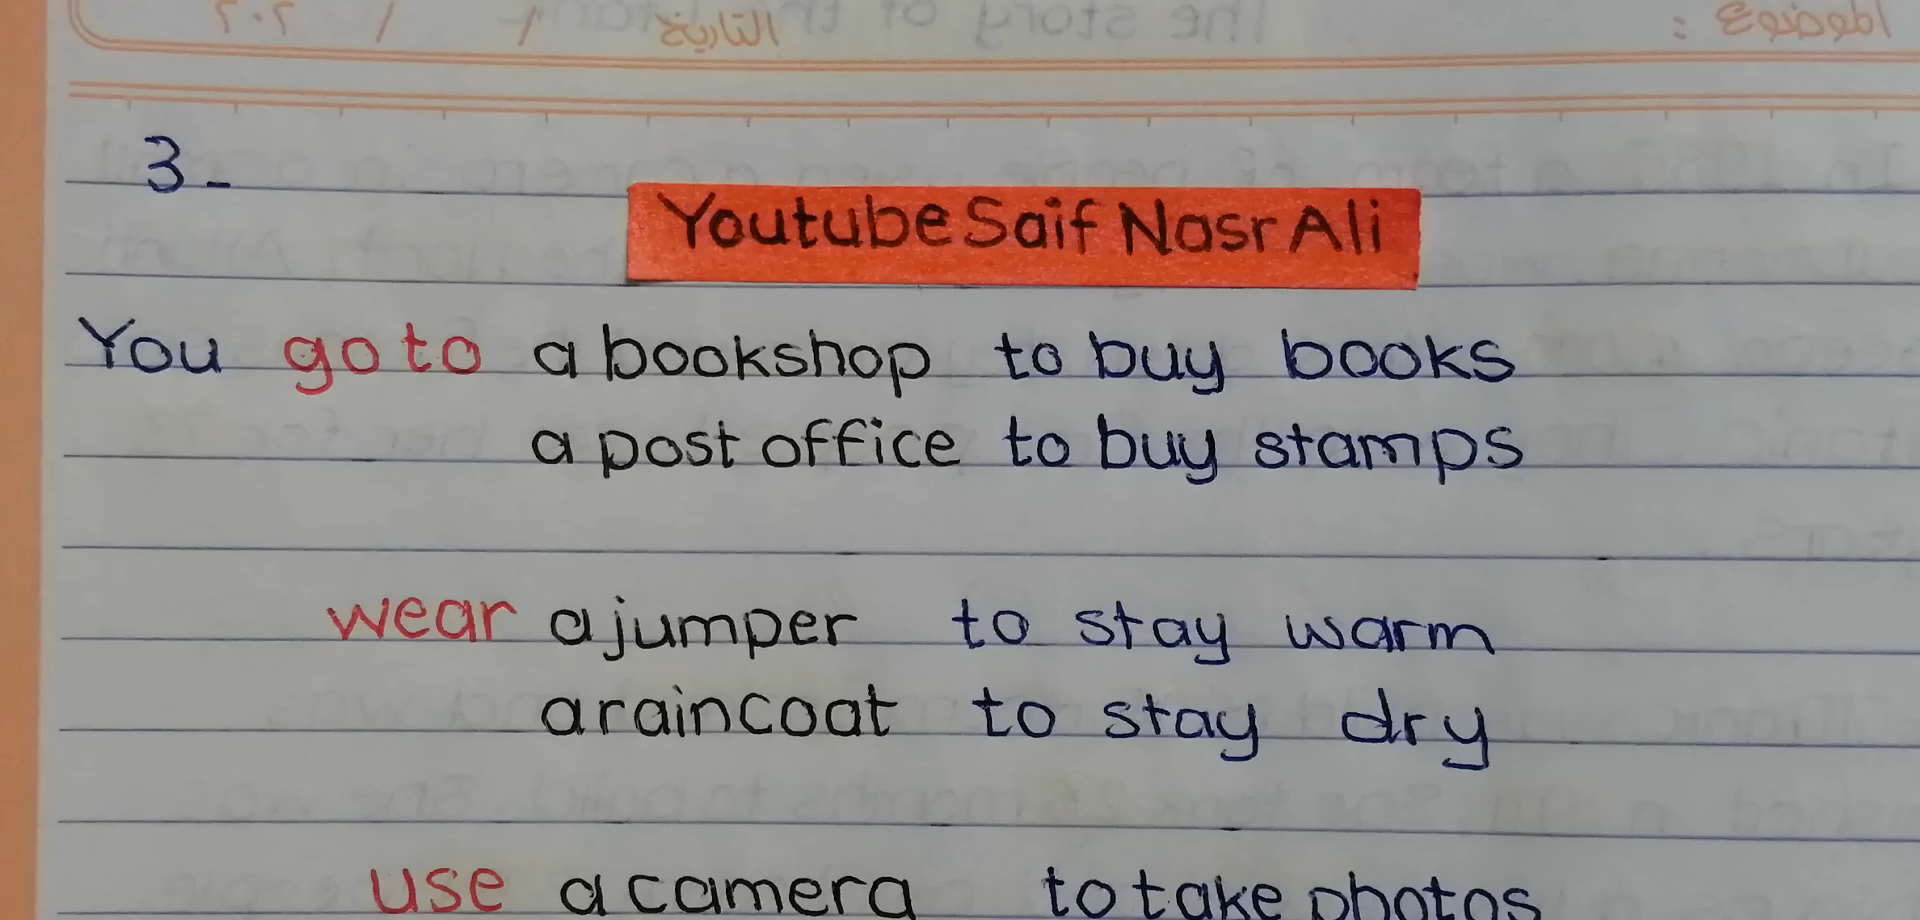 الموضوع : التاريخ / / ٢٠٢
3-
Youtube Saif Nasr Ali
You go to a bookshop to buy books
a post office to buy stamps
wear a jumper to stay warm
a raincoat to stay dry
use a camera to take photos